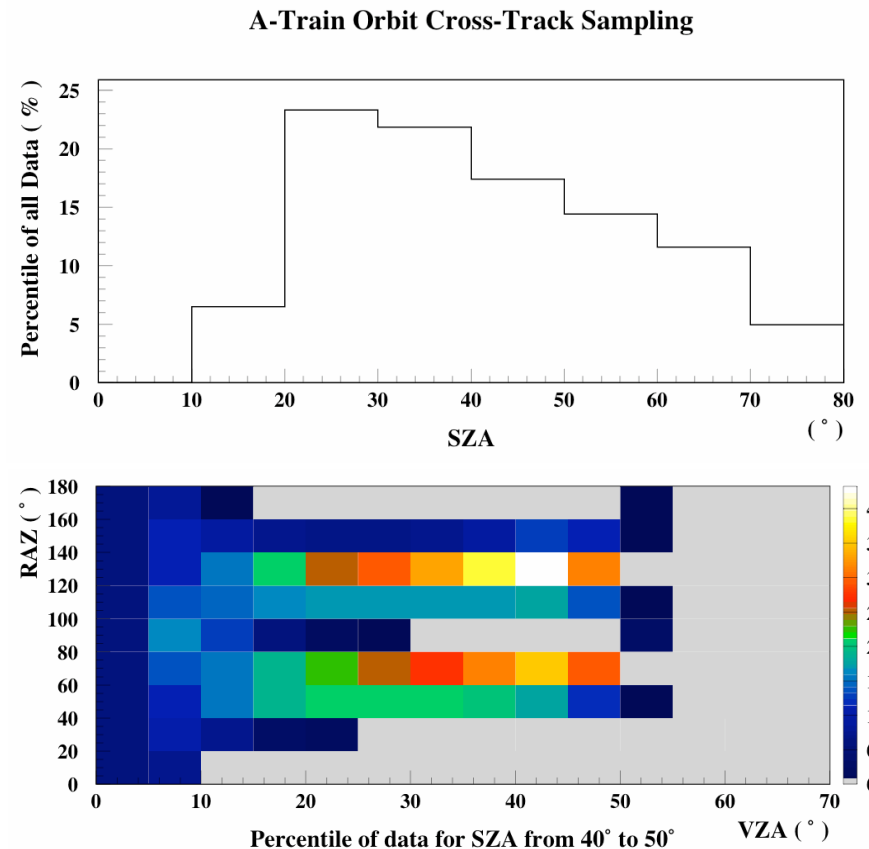 A-Train Orbit Cross-Track Sampling
Percentile of all Data ( % )
25
20
15
10
5
0
0 10 20 30 40 50 60 70 80
SZA
( ° )
RAZ ( ° )
180
160
140
120
100
80
60
40
20
0
0 10 20 30 40 50 60 70
VZA ( ° )
Percentile of data for SZA from 40° to 50°